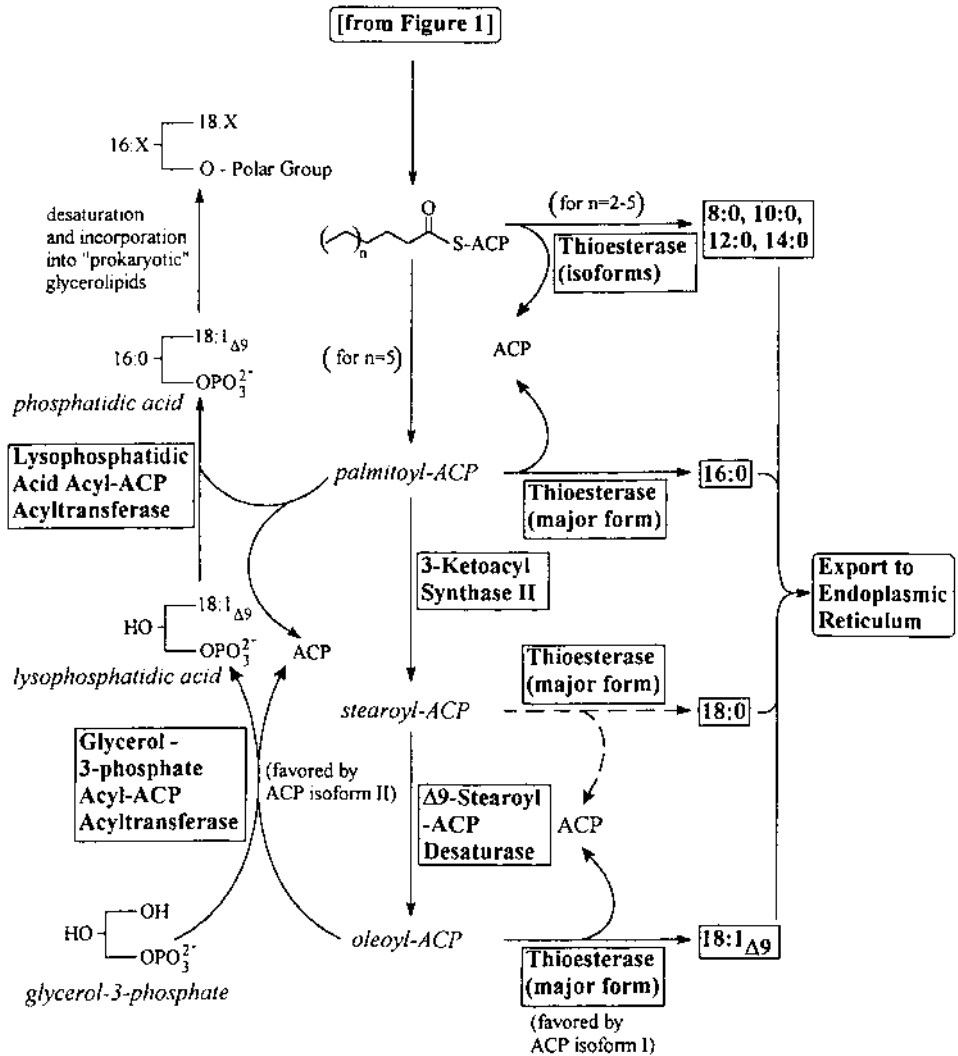 [from Figure 1]
18:X
16:X
O - Polar Group
desaturation
and incorporation
into "prokaryotic"
glycerolipids
O
( )n
S-ACP
(for n=2-5)
Thioesterase
(isoforms)
8:0, 10:0,
12:0, 14:0
ACP
(for n=5)
18:1Δ9
16:0
OPO3 2-
phosphatidic acid
Lysophosphatidic
Acid Acyl-ACP
Acyltransferase
palmitoyl-ACP
Thioesterase
(major form)
16:0
3-Ketoacyl
Synthase II
Export to
Endoplasmic
Reticulum
18:1Δ9
HO
OPO3 2-
lysophosphatidic acid
ACP
Thioesterase
(major form)
stearoyl-ACP
18:0
Glycerol -
3-phosphate
Acyl-ACP
Acyltransferase
(favored by
ACP isoform II)
Δ9-Stearoyl
-ACP
Desaturase
ACP
OH
HO
OPO3 2-
glycerol-3-phosphate
oleoyl-ACP
Thioesterase
(major form)
(favored by
ACP isoform I)
18:1Δ9